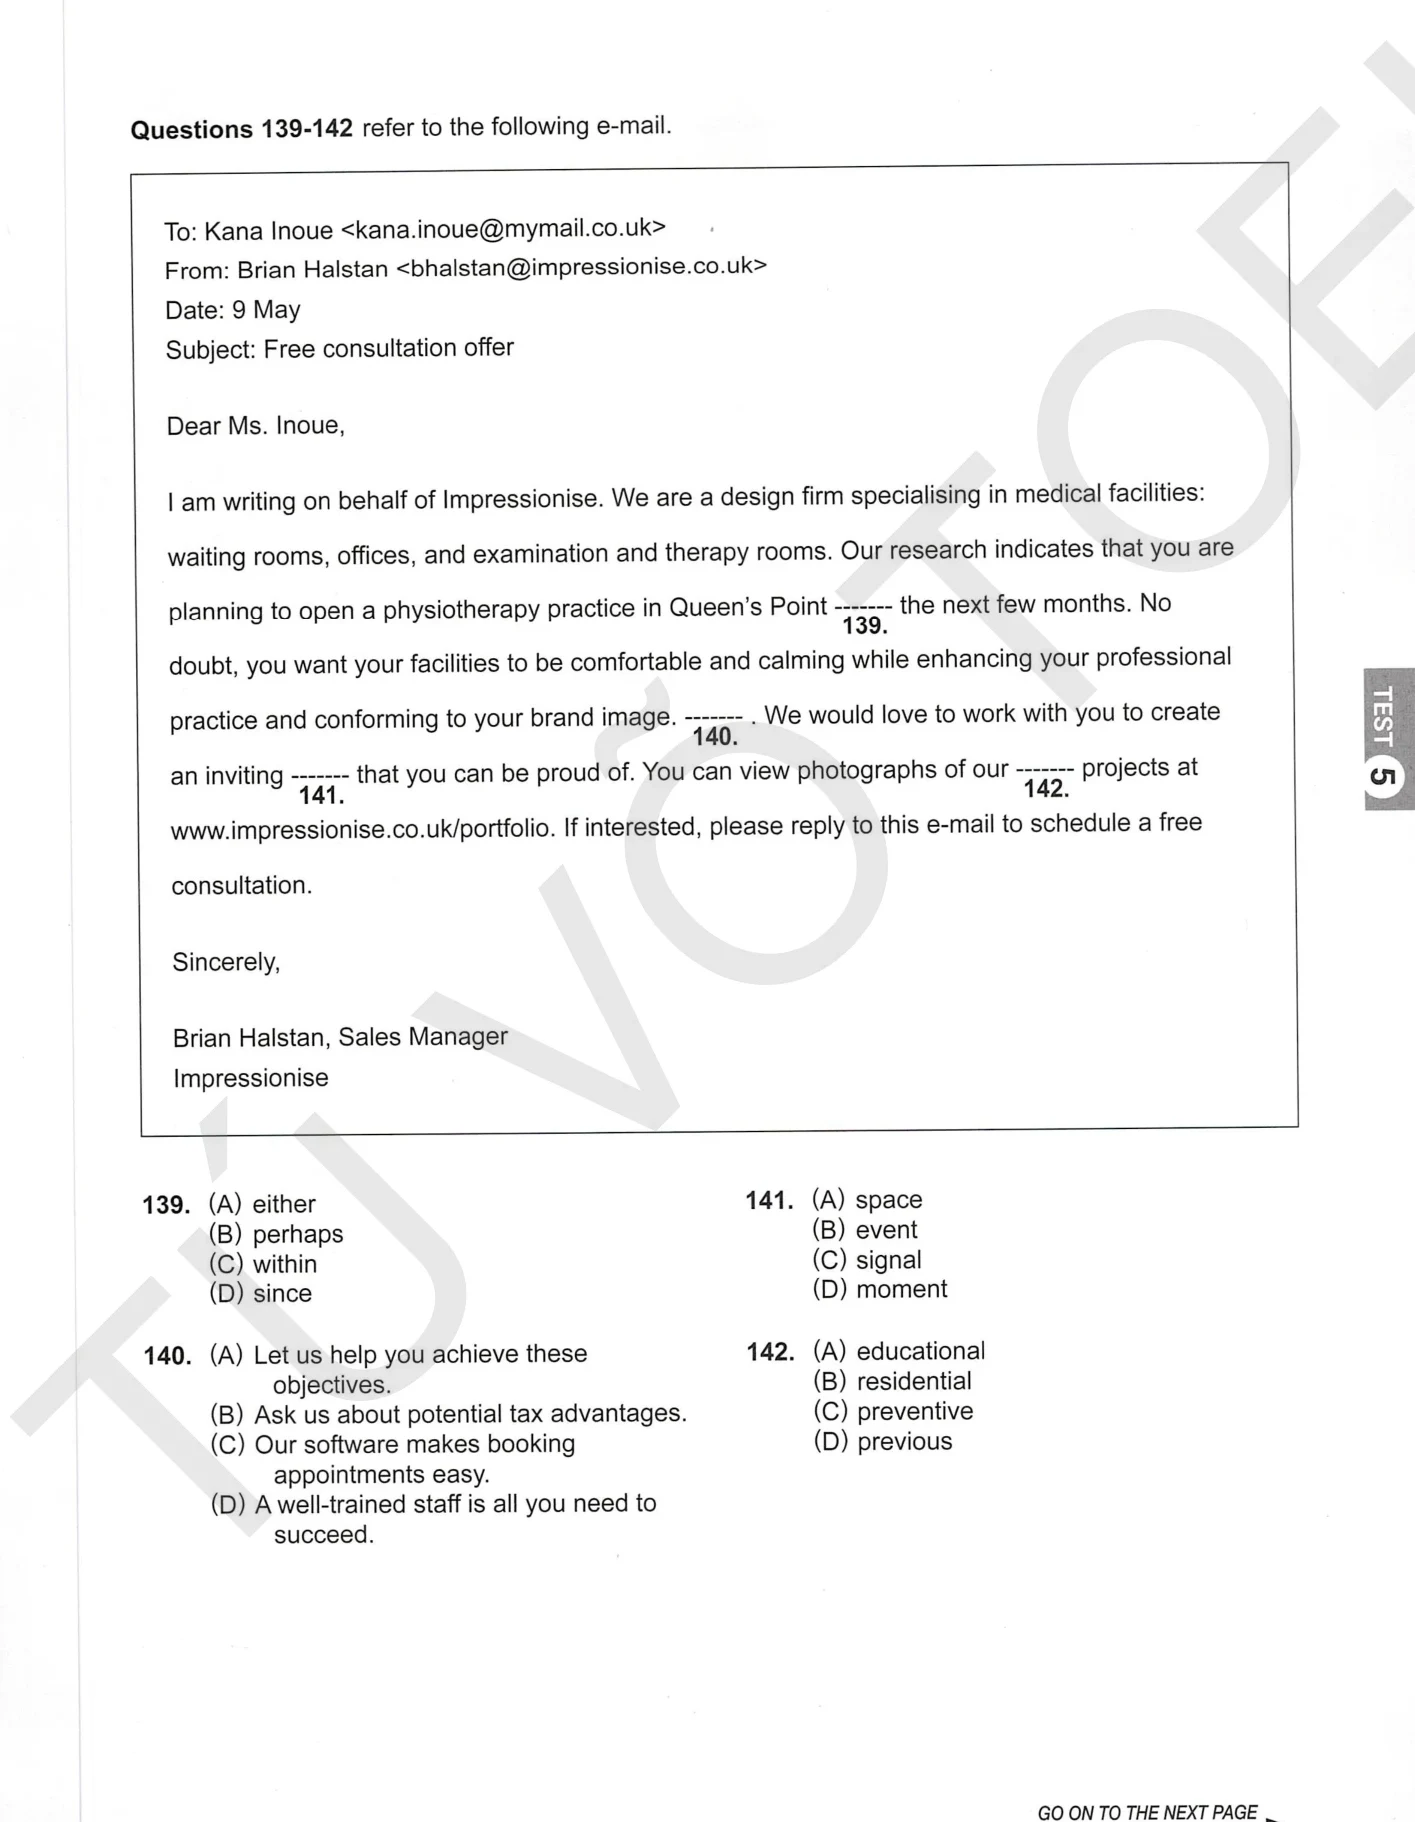 Questions 139-142 refer to the following e-mail.
To: Kana Inoue <kana.inoue@mymail.co.uk>
From: Brian Halstan <bhalstan@impressionise.co.uk>
Date: 9 May
Subject: Free consultation offer
Dear Ms. Inoue,
I am writing on behalf of Impressionise. We are a design firm specialising in medical facilities:
waiting rooms, offices, and examination and therapy rooms. Our research indicates that you are
planning to open a physiotherapy practice in Queen's Point ------- the next few months. No
139.
doubt, you want your facilities to be comfortable and calming while enhancing your professional
practice and conforming to your brand image. ------- . We would love to work with you to create
140.
an inviting ------- that you can be proud of. You can view photographs of our ------- projects at
141. 142.
www.impressionise.co.uk/portfolio. If interested, please reply to this e-mail to schedule a free
consultation.
Sincerely,
Brian Halstan, Sales Manager
Impressionise
139. (A) either
(B) perhaps
(C) within
(D) since
140. (A) Let us help you achieve these
objectives.
(B) Ask us about potential tax advantages.
(C) Our software makes booking
appointments easy.
(D) A well-trained staff is all you need to
succeed.
141. (A) space
(B) event
(C) signal
(D) moment
142. (A) educational
(B) residential
(C) preventive
(D) previous
TEST 5
GO ON TO THE NEXT PAGE
TÚ VÕ TOE